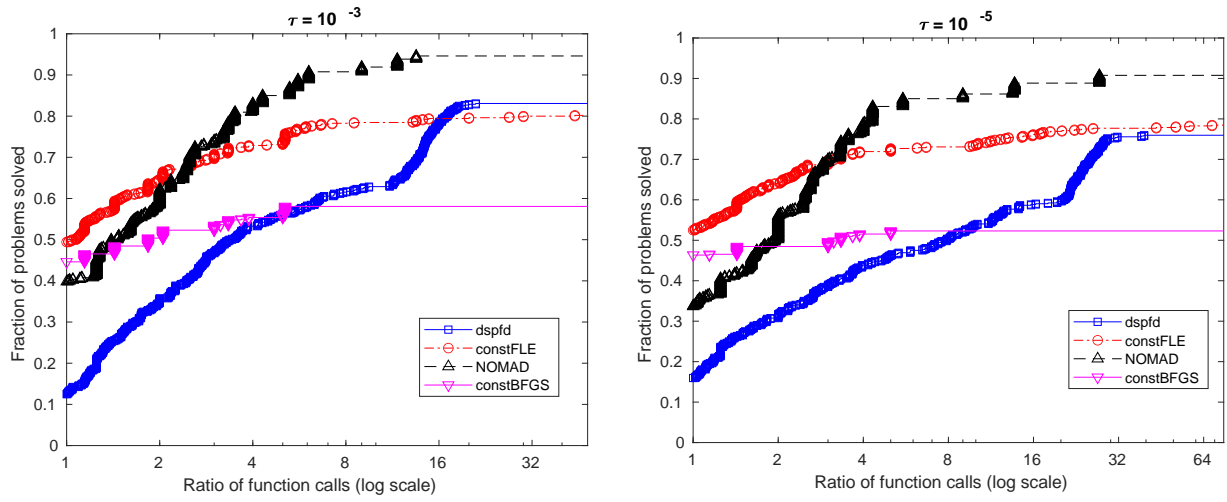 τ = 10 -3
Fraction of problems solved
1
0.9
0.8
0.7
0.6
0.5
0.4
0.3
0.2
0.1
0
dspfd
constFLE
NOMAD
constBFGS
1 2 4 8 16 32
Ratio of function calls (log scale)
τ = 10 -5
Fraction of problems solved
1
0.9
0.8
0.7
0.6
0.5
0.4
0.3
0.2
0.1
0
dspfd
constFLE
NOMAD
constBFGS
1 2 4 8 16 32 64
Ratio of function calls (log scale)